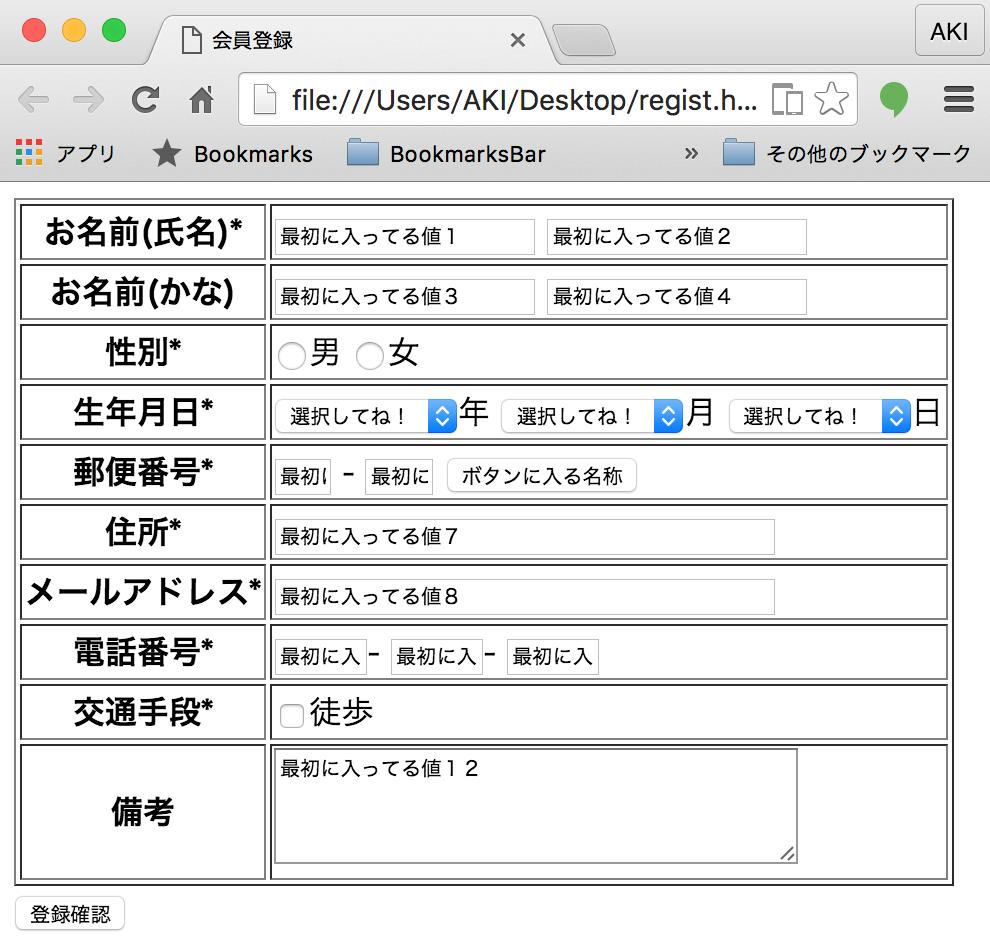 会員登録
AKI
file:///Users/AKI/Desktop/regist.h...
アプリ Bookmarks BookmarksBar » その他のブックマーク
お名前(氏名)* 最初に入ってる値１ 最初に入ってる値２
お名前(かな) 最初に入ってる値３ 最初に入ってる値４
性別* 男 女
生年月日* 選択してね！ 年 選択してね！ 月 選択してね！ 日
郵便番号* 最初に - 最初に ボタンに入る名称
住所* 最初に入ってる値７
メールアドレス* 最初に入ってる値８
電話番号* 最初に入 - 最初に入 - 最初に入
交通手段* 徒歩
備考 最初に入ってる値１２
登録確認